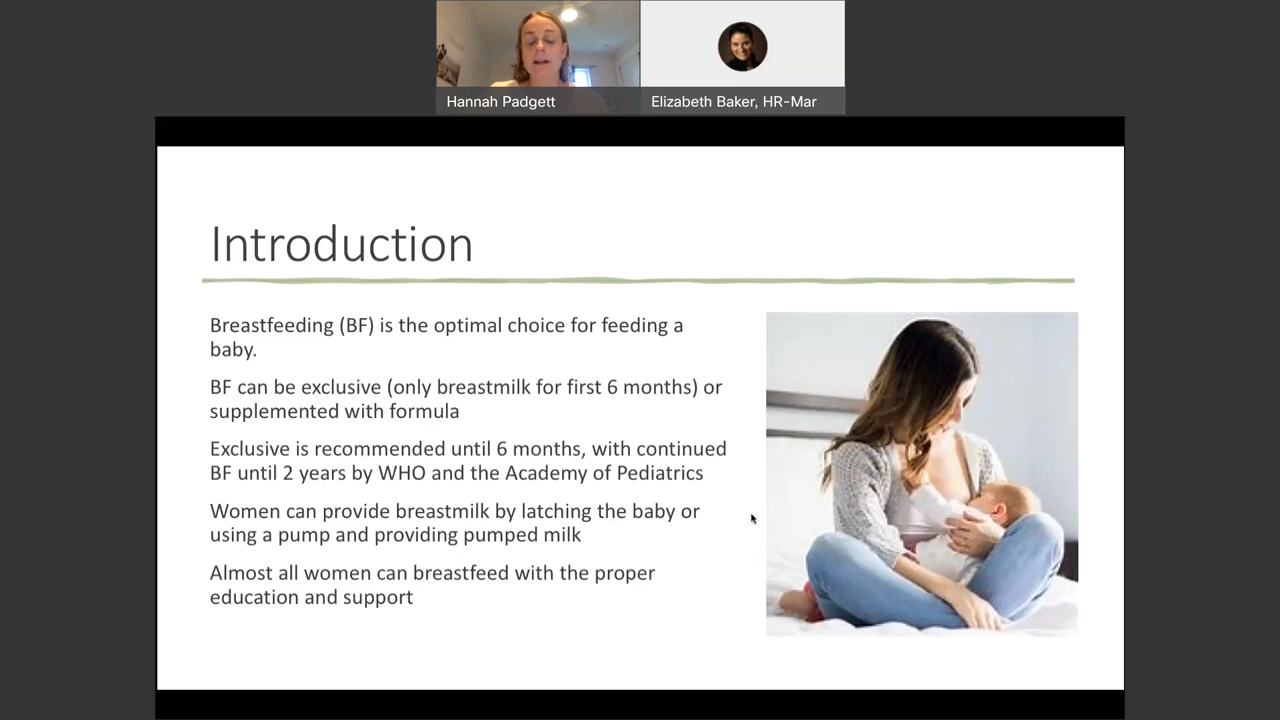 Hannah Padgett
Elizabeth Baker, HR-Mar
Introduction
Breastfeeding (BF) is the optimal choice for feeding a
baby.
BF can be exclusive (only breastmilk for first 6 months) or
supplemented with formula
Exclusive is recommended until 6 months, with continued
BF until 2 years by WHO and the Academy of Pediatrics
Women can provide breastmilk by latching the baby or
using a pump and providing pumped milk
Almost all women can breastfeed with the proper
education and support